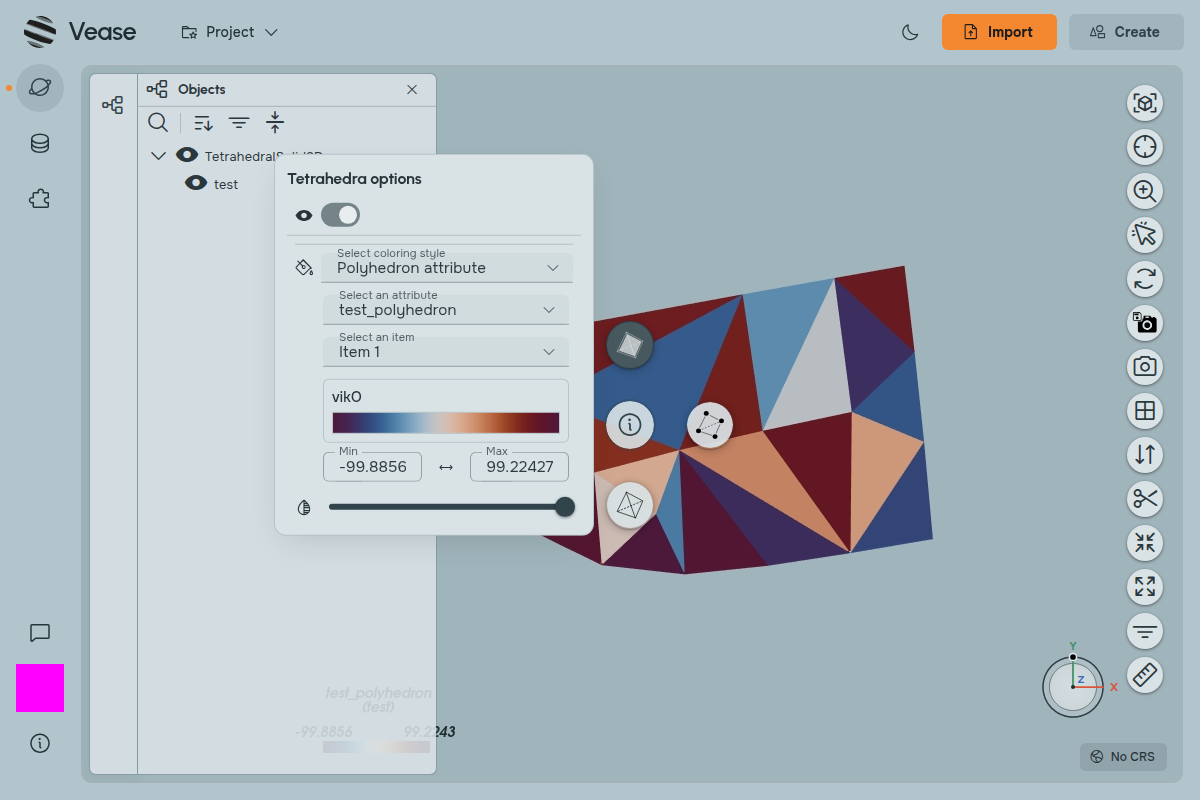 Vease
Project
Import
Create
Objects
test
Tetrahedra options
Select coloring style
Polyhedron attribute
Select an attribute
test_polyhedron
Select an item
Item 1
vikO
Min
Max
-99.8856
99.22427
test_polyhedron
(test)
-99.8856
99.2243
Y
Z
X
No CRS